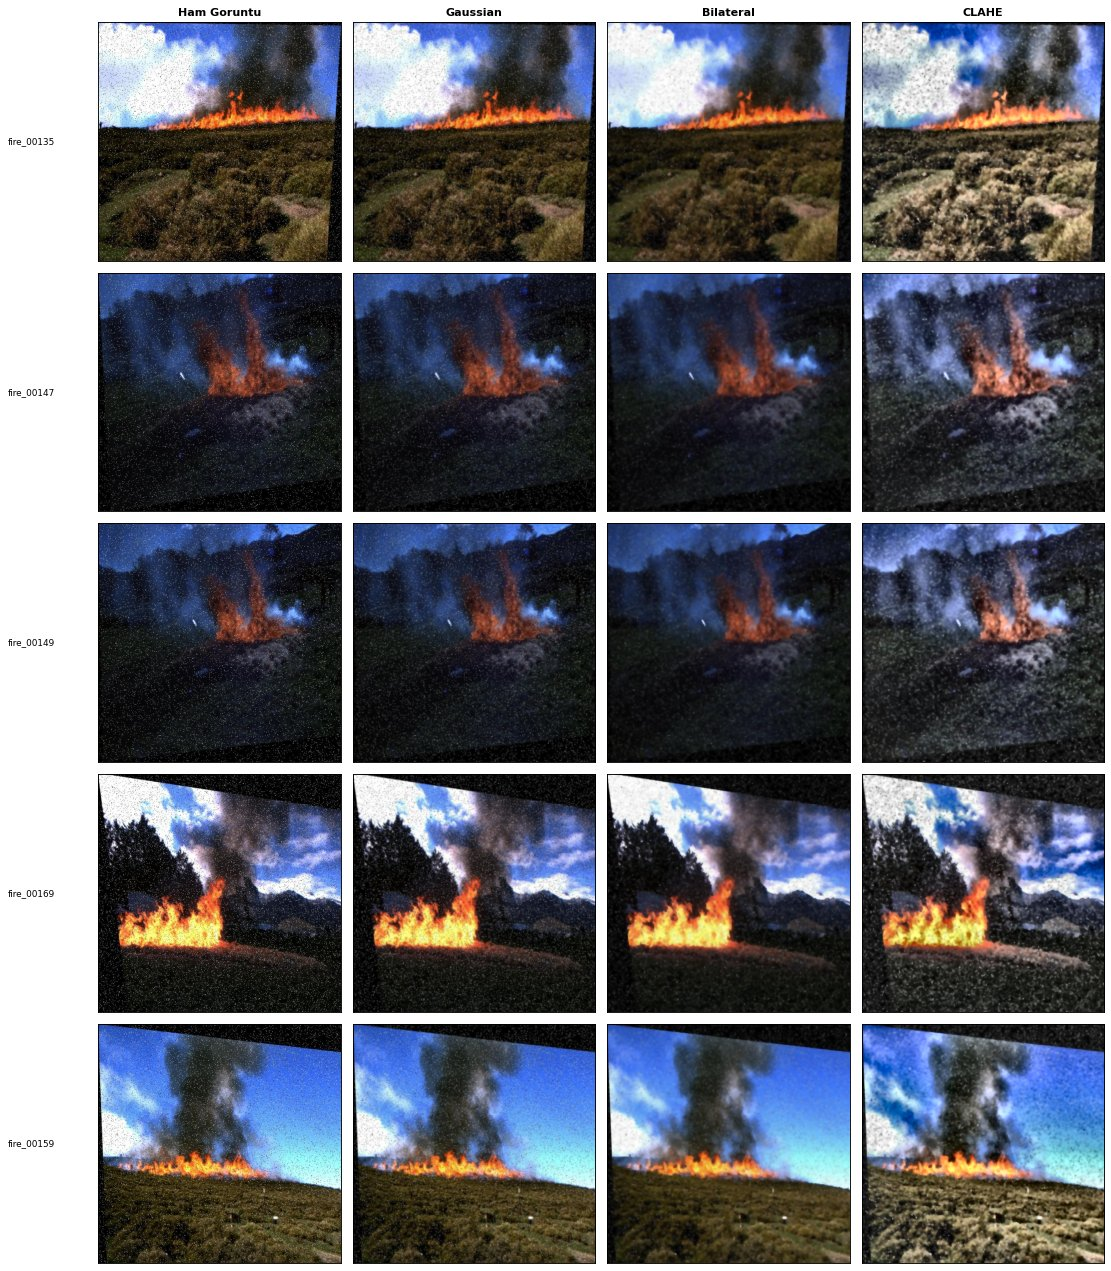 Ham Goruntu Gaussian Bilateral CLAHE
fire_00135
fire_00147
fire_00149
fire_00169
fire_00159